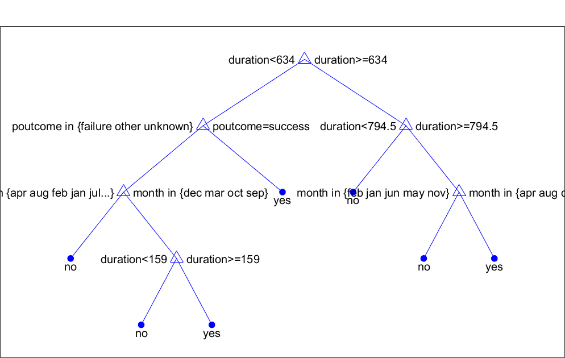 duration<634 duration>=634
poutcome in {failure other unknown} poutcome=success duration<794.5 duration>=794.5
{apr aug feb jan jul...} month in {dec mar oct sep} yes month in {feb jan jun may nov} no month in {apr aug
no duration<159 duration>=159 no yes
no yes